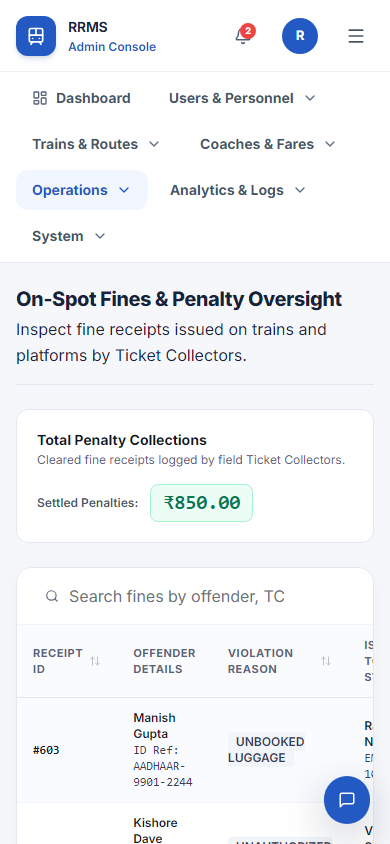 RRMS
Admin Console
2
R
Dashboard
Users & Personnel
Trains & Routes
Coaches & Fares
Operations
Analytics & Logs
System
On-Spot Fines & Penalty Oversight
Inspect fine receipts issued on trains and
platforms by Ticket Collectors.
Total Penalty Collections
Cleared fine receipts logged by field Ticket Collectors.
Settled Penalties: ₹850.00
Search fines by offender, TC
RECEIPT ID
OFFENDER DETAILS
VIOLATION REASON
#603
Manish
Gupta
ID Ref:
AADHAAR-
9901-2244
UNBOOKED
LUGGAGE
Kishore
Dave